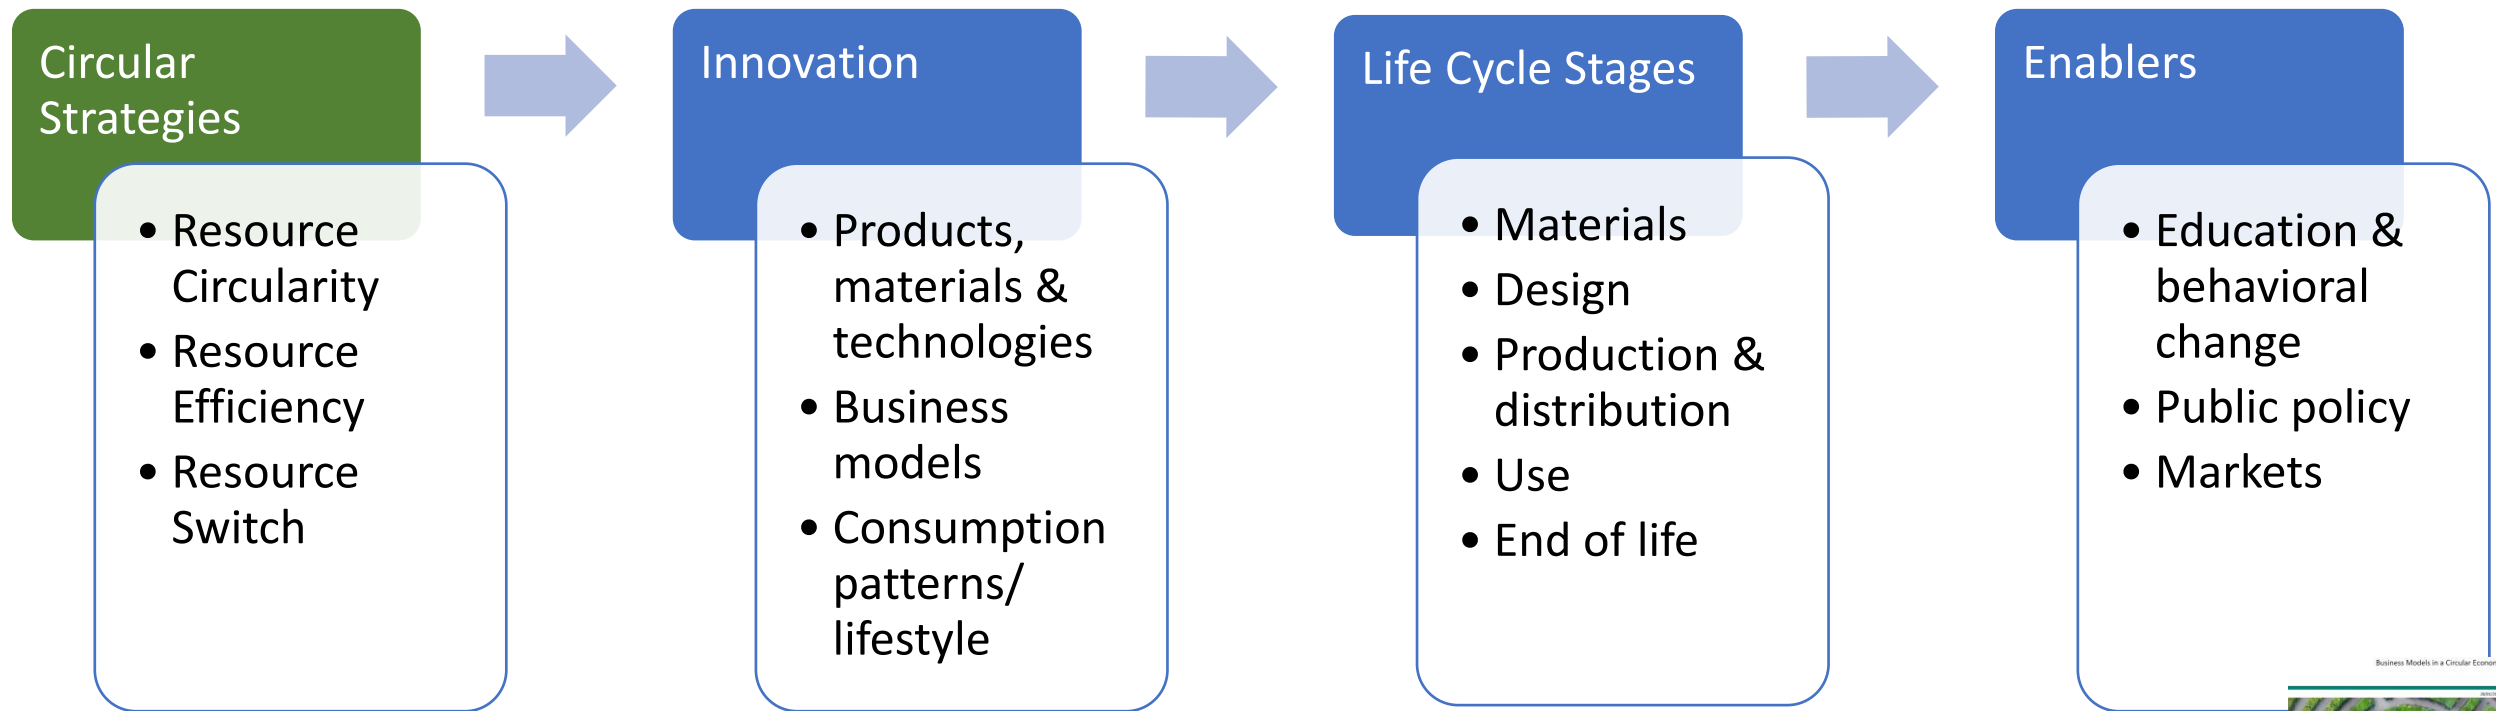 Circular
Strategies
• Resource
Circularity
• Resource
Efficiency
• Resource
Switch
Innovation
• Products,
materials &
technologies
• Business
models
• Consumption
patterns/
lifestyle
Life Cycle Stages
• Materials
• Design
• Production &
distribution
• Use
• End of life
Enablers
• Education &
behavioral
change
• Public policy
• Markets
Business Models in a Circular Econon